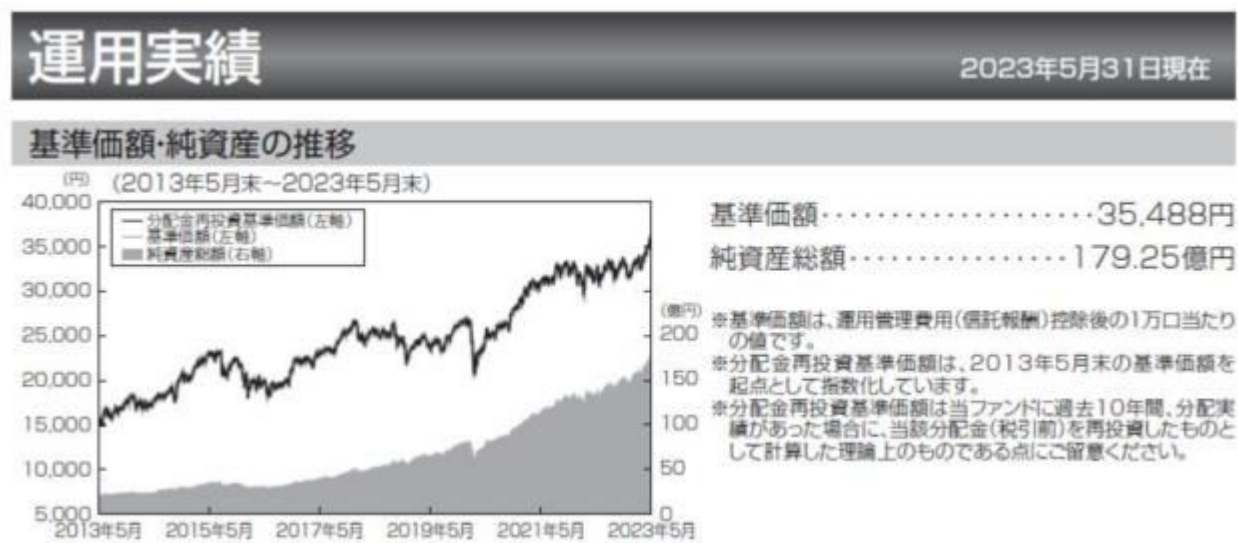 運用実績
2023年5月31日現在
基準価額・純資産の推移
(円) (2013年5月末～2023年5月末)
40,000
35,000
30,000
25,000
20,000
15,000
10,000
5,000
分配金再投資基準価額(左軸)
基準価額(左軸)
純資産総額(右軸)
(億円)
200
150
100
50
0
2013年5月 2015年5月 2017年5月 2019年5月 2021年5月 2023年5月
基準価額····················35,488円
純資産総額················179.25億円
※基準価額は、運用管理費用(信託報酬)控除後の1万口当たり
の値です。
※分配金再投資基準価額は、2013年5月末の基準価額を
起点として指数化しています。
※分配金再投資基準価額は当ファンドに過去10年間、分配実
績があった場合に、当該分配金(税引前)を再投資したものと
して計算した理論上のものである点にご留意ください。